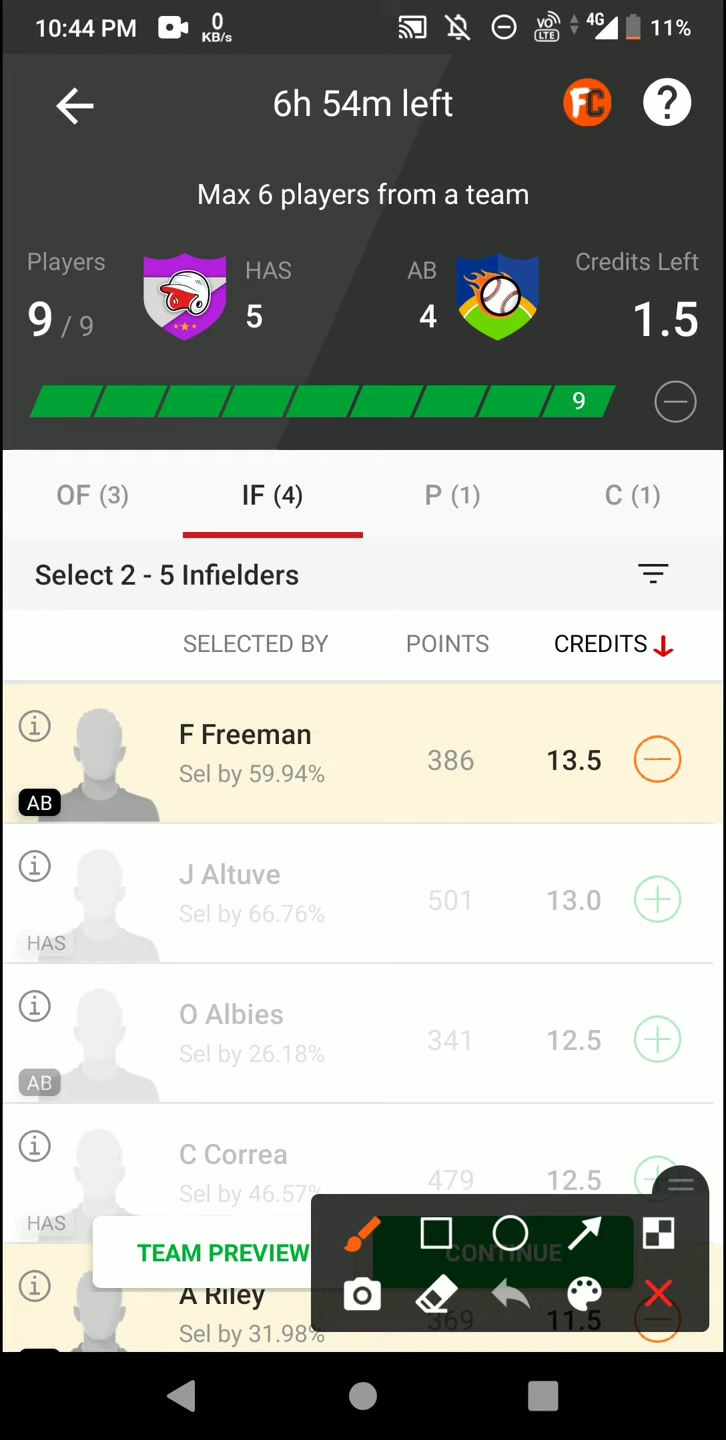 10:44 PM 0 KB/s VO LTE 4G 11%
6h 54m left FC ?
Max 6 players from a team
Players HAS AB Credits Left
9 / 9 5 4 1.5
9
OF (3) IF (4) P (1) C (1)
Select 2 - 5 Infielders
SELECTED BY POINTS CREDITS
F Freeman
Sel by 59.94% 386 13.5
AB
J Altuve
Sel by 66.76% 501 13.0
HAS
O Albies
Sel by 26.18% 341 12.5
AB
C Correa
Sel by 46.57% 479 12.5
HAS
TEAM PREVIEW CONTINUE
A Riley
Sel by 31.98% 369 11.5